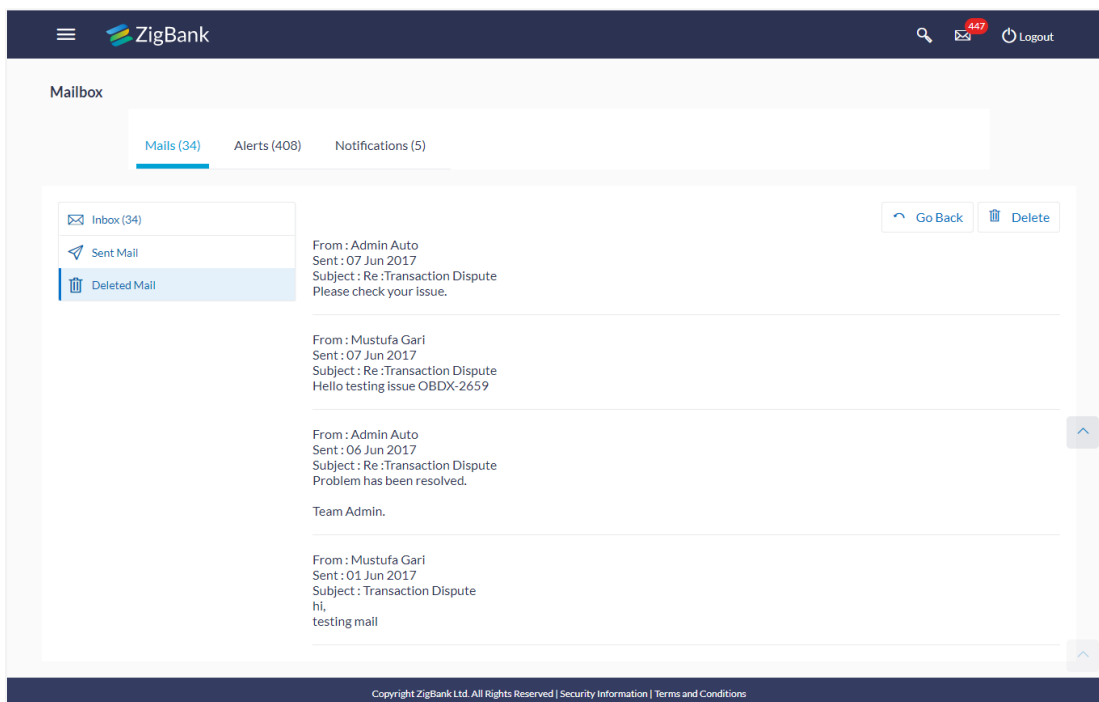 ZigBank
447
Logout
Mailbox
Mails (34)
Alerts (408)
Notifications (5)
Inbox (34)
Sent Mail
Deleted Mail
Go Back
Delete
From : Admin Auto
Sent : 07 Jun 2017
Subject : Re :Transaction Dispute
Please check your issue.
From : Mustufa Gari
Sent : 07 Jun 2017
Subject : Re :Transaction Dispute
Hello testing issue OBDX-2659
From : Admin Auto
Sent : 06 Jun 2017
Subject : Re :Transaction Dispute
Problem has been resolved.
Team Admin.
From : Mustufa Gari
Sent : 01 Jun 2017
Subject : Transaction Dispute
hi,
testing mail
Copyright ZigBank Ltd. All Rights Reserved | Security Information | Terms and Conditions